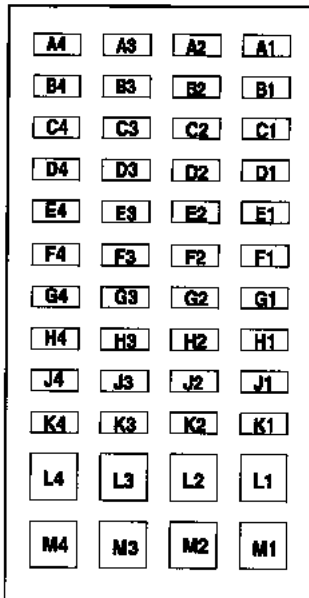 A4 A3 A2 A1
B4 B3 B2 B1
C4 C3 C2 C1
D4 D3 D2 D1
E4 E3 E2 E1
F4 F3 F2 F1
G4 G3 G2 G1
H4 H3 H2 H1
J4 J3 J2 J1
K4 K3 K2 K1
L4 L3 L2 L1
M4 M3 M2 M1